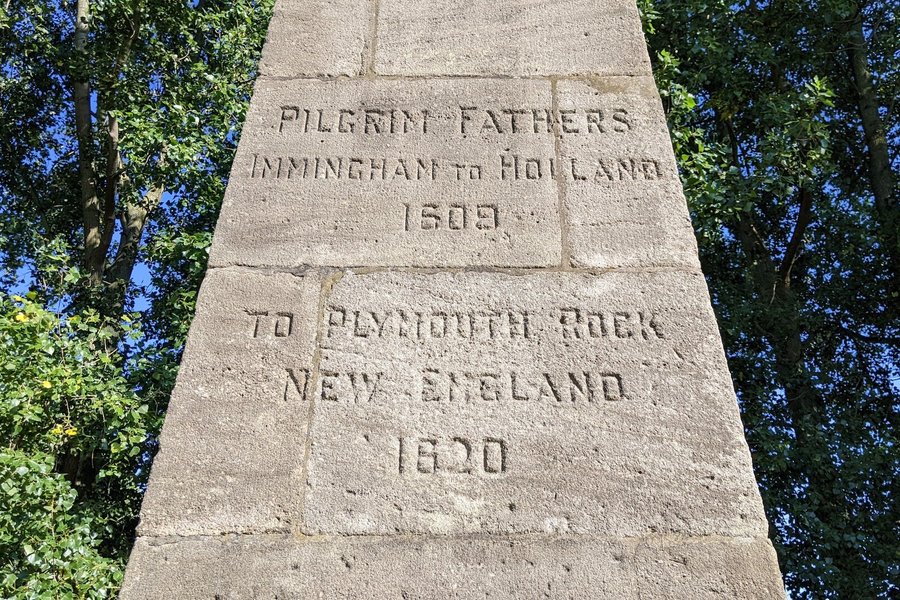 PILGRIM FATHERS
IMMINGHAM TO HOLLAND
1609
TO PLYMOUTH ROCK
NEW ENGLAND
1620